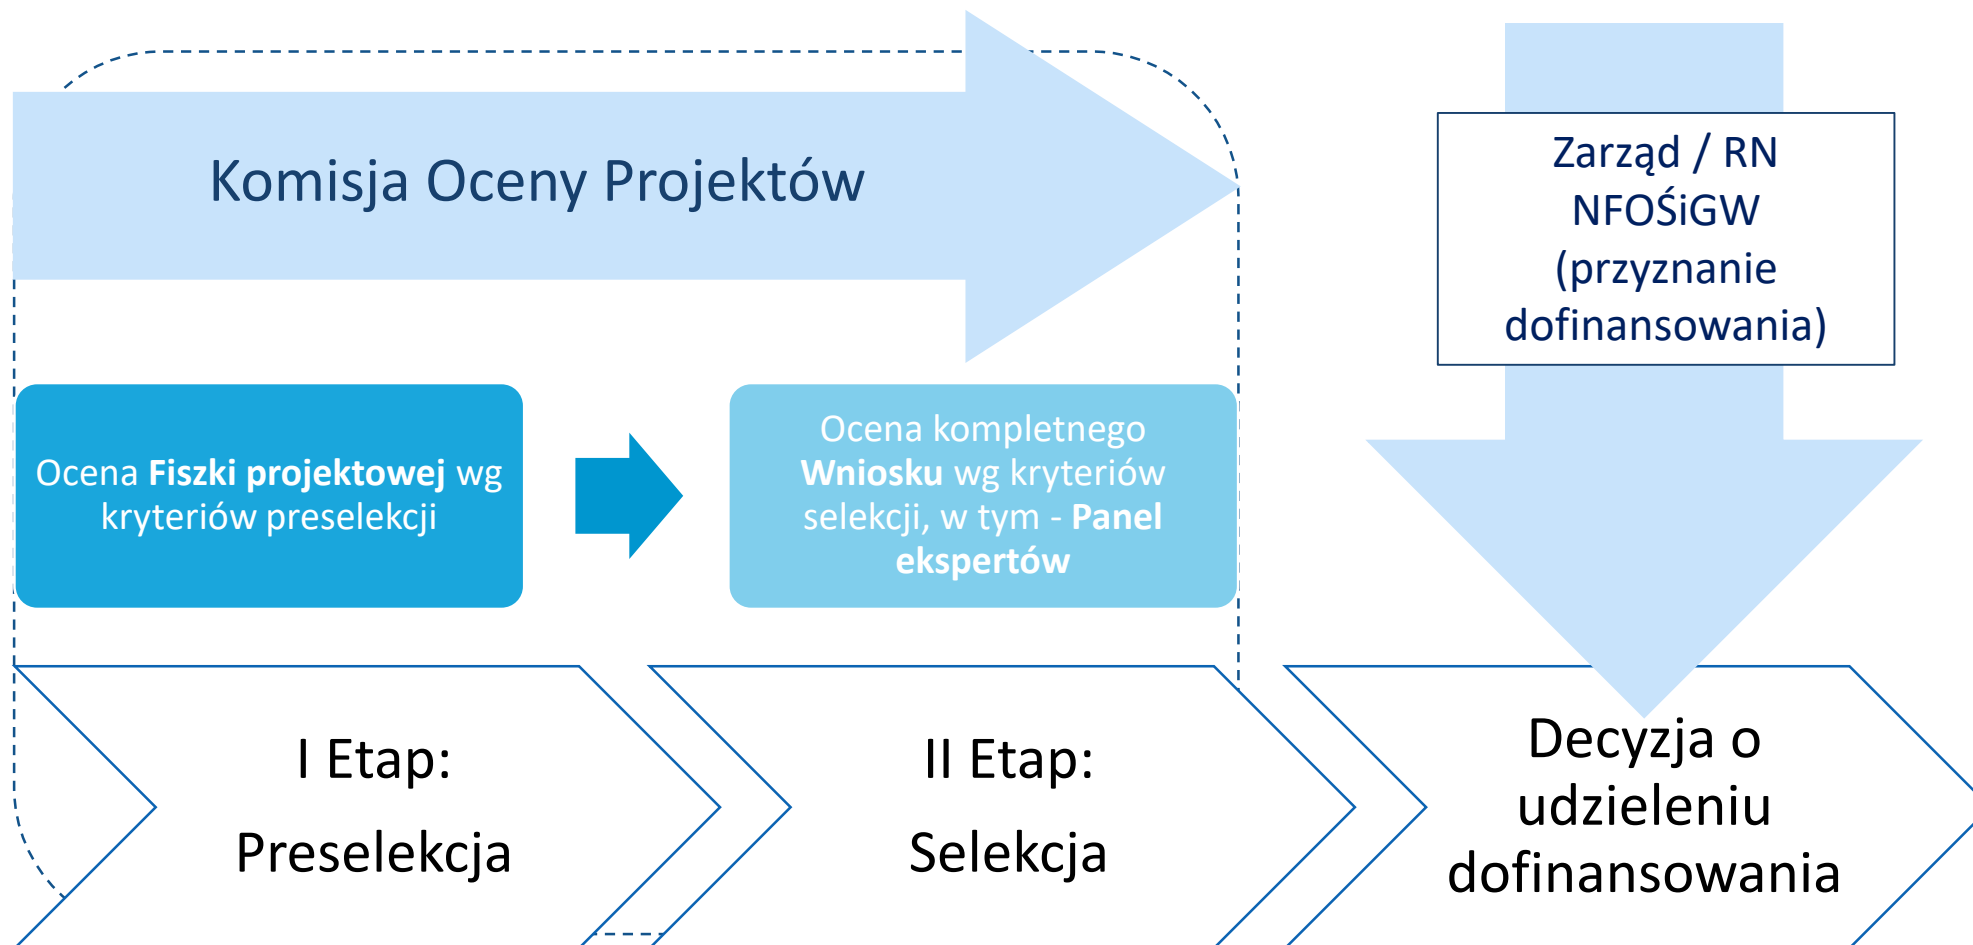 Komisja Oceny Projektów
Zarząd / RN
NFOŚiGW
(przyznanie
dofinansowania)
Ocena Fiszki projektowej wg
kryteriów preselekcji
Ocena kompletnego
Wniosku wg kryteriów
selekcji, w tym - Panel
ekspertów
I Etap:
Preselekcja
II Etap:
Selekcja
Decyzja o
udzieleniu
dofinansowania